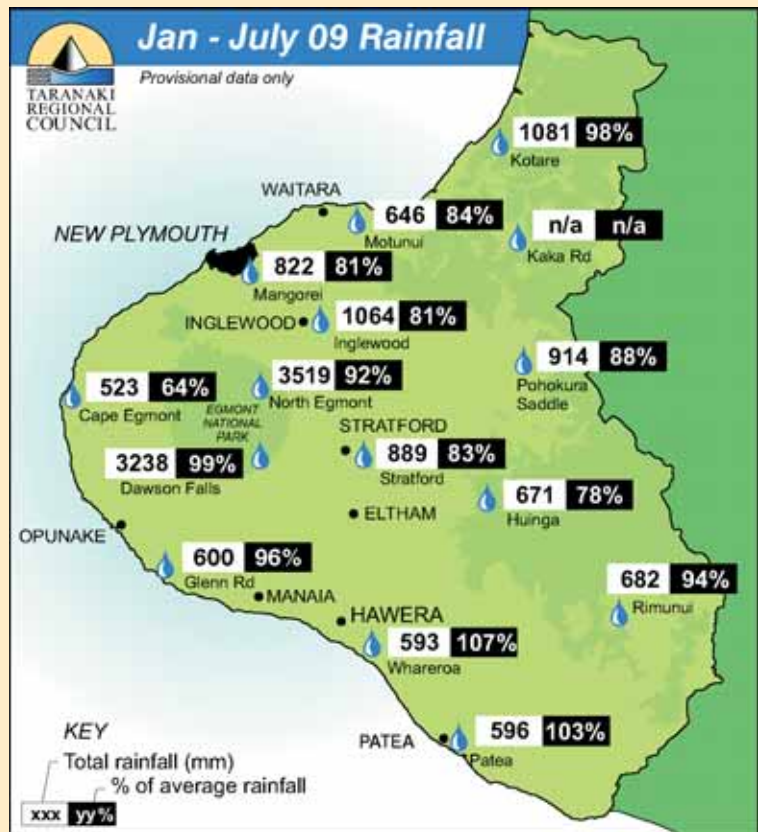 Jan - July 09 Rainfall
Provisional data only
TARANAKI
REGIONAL
COUNCIL
1081 98%
Kotare
WAITARA
646 84%
Motunui
n/a n/a
Kaka Rd
NEW PLYMOUTH
822 81%
Mangorei
INGLEWOOD
1064 81%
Inglewood
914 88%
Pohokura
Saddle
523 64%
Cape Egmont
3519 92%
North Egmont
EGMONT
NATIONAL
PARK
STRATFORD
889 83%
Stratford
3238 99%
Dawson Falls
671 78%
Huinga
ELTHAM
OPUNAKE
600 96%
Glenn Rd
MANAIA
682 94%
Rimunui
HAWERA
593 107%
Whareroa
PATEA
596 103%
Patea
KEY
Total rainfall (mm)
% of average rainfall
xxx yy%